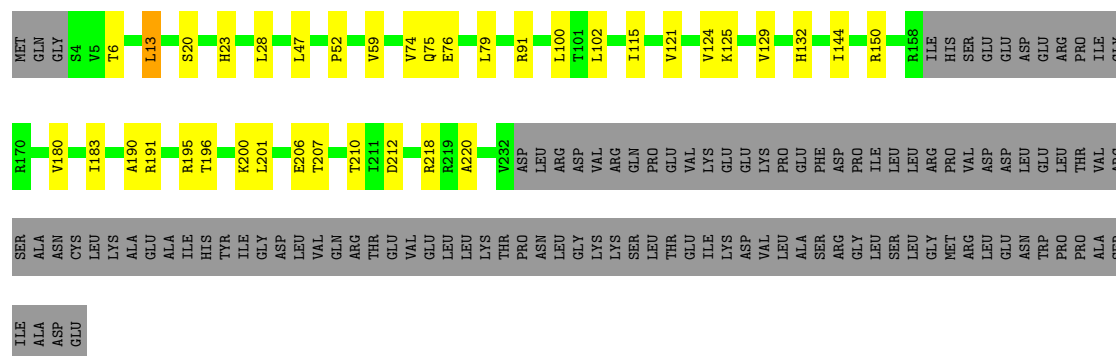 MET GLN GLY S4 V5 T6 L13 S20 H23 L28 L47 P52 V59 V74 Q75 E76 L79 R91 L100 T101 L102 I115 V121 V124 K125 V129 H132 I144 R150 R158 ILE HIS SER GLU GLU ASP GLU ARG PRO ILE GLY
R170 V180 I183 A190 R191 R195 T196 K200 L201 E206 T207 T210 I211 D212 R218 R219 A220 V232 ASP LEU ARG ASP VAL ARG GLN PRO GLU VAL LYS GLU GLU LYS PRO GLU PHE ASP PRO ILE LEU LEU ARG PRO VAL ASP ASP LEU GLU LEU THR VAL ARG
SER ALA ASN CYS LEU LYS ALA GLU ALA ILE HIS TYR ILE GLY ASP LEU VAL GLN ARG THR GLU VAL GLU LEU LEU LYS THR PRO ASN LEU GLY LYS LYS SER LEU THR GLU ILE LYS ASP VAL LEU ALA SER ARG GLY LEU SER LEU GLY MET ARG LEU GLU ASN TRP PRO PRO ALA SER
ILE ALA ASP GLU